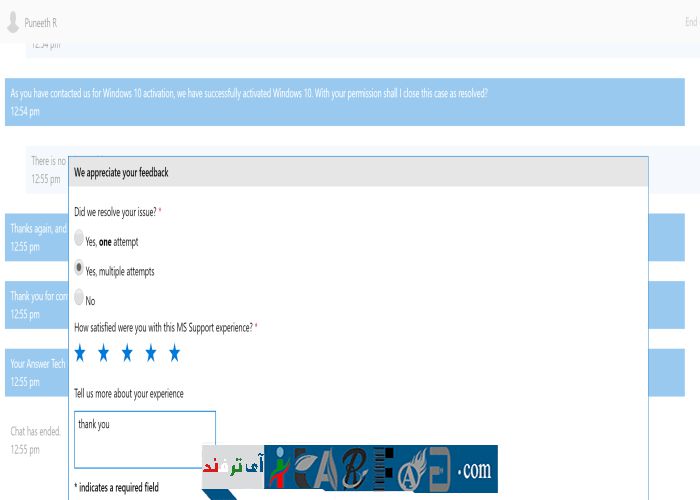 Puneeth R
End
12:54 pm
As you have contacted us for Windows 10 activation, we have successfully activated Windows 10. With your permission shall I close this case as resolved?
12:54 pm
There is no
12:55 pm
We appreciate your feedback
Did we resolve your issue? *
Yes, one attempt
Thanks again, and
12:55 pm
Yes, multiple attempts
Thank you for con
No
12:55 pm
How satisfied were you with this MS Support experience? *
Your Answer Tech
12:55 pm
Tell us more about your experience
thank you
Chat has ended.
12:55 pm
آی ترفند
.com
* indicates a required field